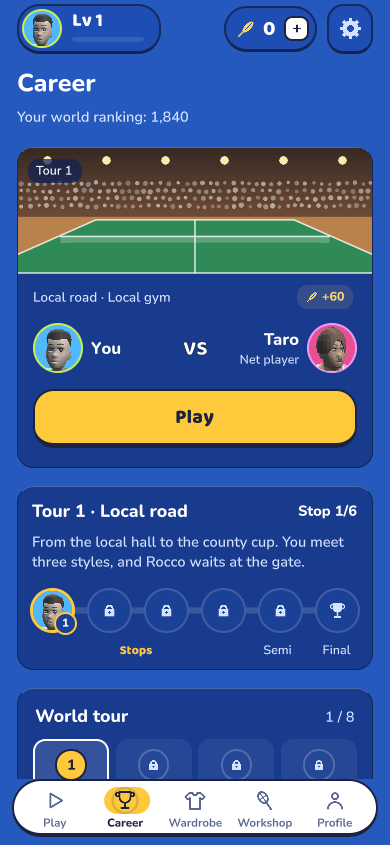 Lv 1
0
+
Career
Your world ranking: 1,840
Tour 1
Local road · Local gym
+60
You
VS
Taro
Net player
Play
Tour 1 · Local road
Stop 1/6
From the local hall to the county cup. You meet
three styles, and Rocco waits at the gate.
1
Stops
Semi
Final
World tour
1 / 8
1
Play
Career
Wardrobe
Workshop
Profile